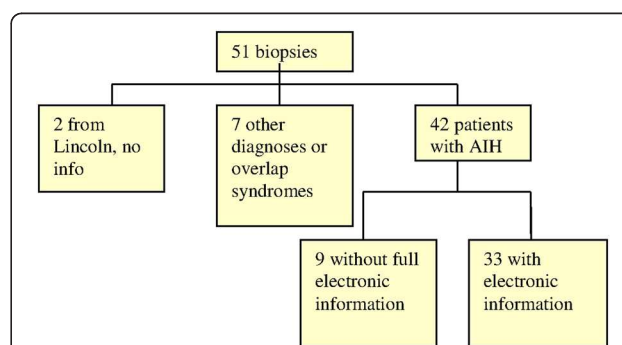 51 biopsies
2 from
Lincoln, no
info
7 other
diagnoses or
overlap
syndromes
42 patients
with AIH
9 without full
electronic
information
33 with
electronic
information